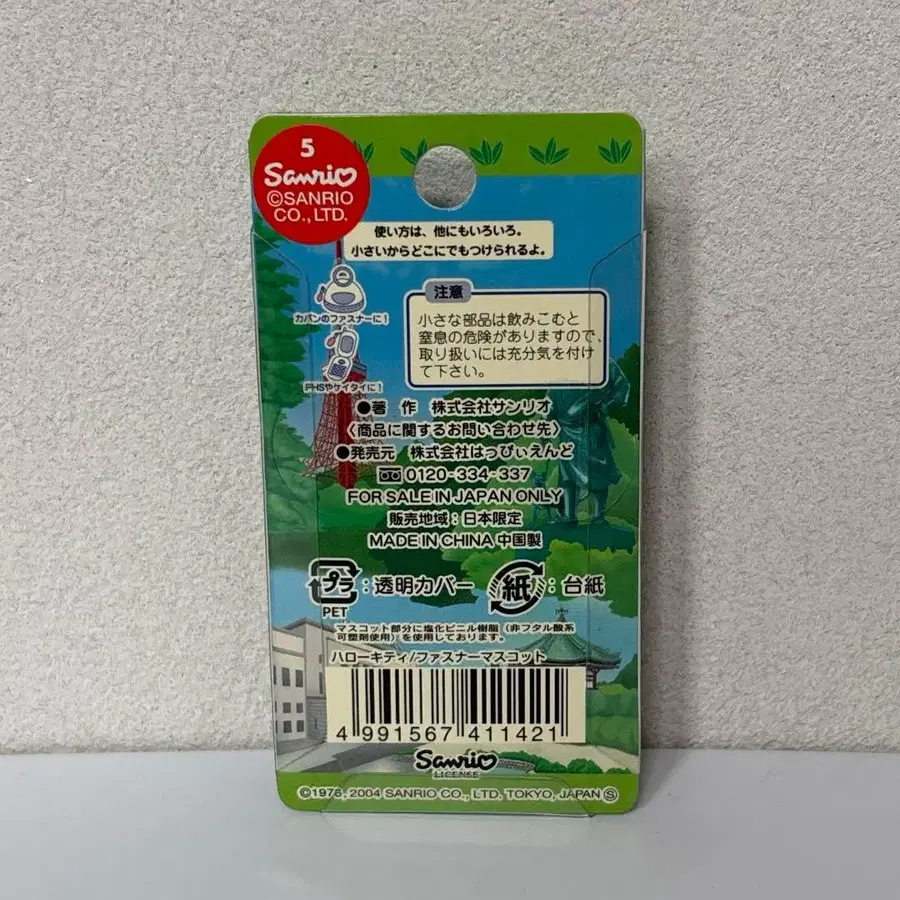 5
Sanrio
©SANRIO
CO., LTD.
使い方は、他にもいろいろ。
小さいからどこにでもつけられるよ。
カバンのファスナーに!
PHSやケイタイに!
注意
小さな部品は飲みこむと
窒息の危険がありますので、
取り扱いには充分気を付け
て下さい。
●著 作 株式会社サンリオ
〈商品に関するお問い合わせ先〉
●発売元 株式会社はっぴぃえんど
0120-334-337
FOR SALE IN JAPAN ONLY
販売地域:日本限定
MADE IN CHINA 中国製
プラ:透明カバー 紙:台紙
PET
マスコット部分に塩化ビニル樹脂(非フタル酸系
可塑剤使用)を使用しております。
ハローキティ/ファスナーマスコット
4 991567 411421
Sanrio
LICENSE
©1976, 2004 SANRIO CO., LTD. TOKYO, JAPAN Ⓢ